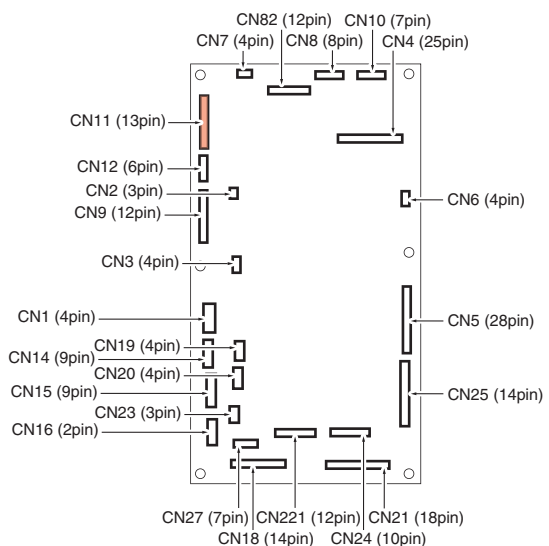 CN82 (12pin) CN10 (7pin)
CN7 (4pin) CN8 (8pin) CN4 (25pin)
CN11 (13pin)
CN12 (6pin)
CN2 (3pin) CN6 (4pin)
CN9 (12pin)
CN3 (4pin)
CN1 (4pin) CN5 (28pin)
CN19 (4pin)
CN14 (9pin)
CN20 (4pin)
CN15 (9pin) CN25 (14pin)
CN23 (3pin)
CN16 (2pin)
CN27 (7pin) CN221 (12pin) CN21 (18pin)
CN18 (14pin) CN24 (10pin)